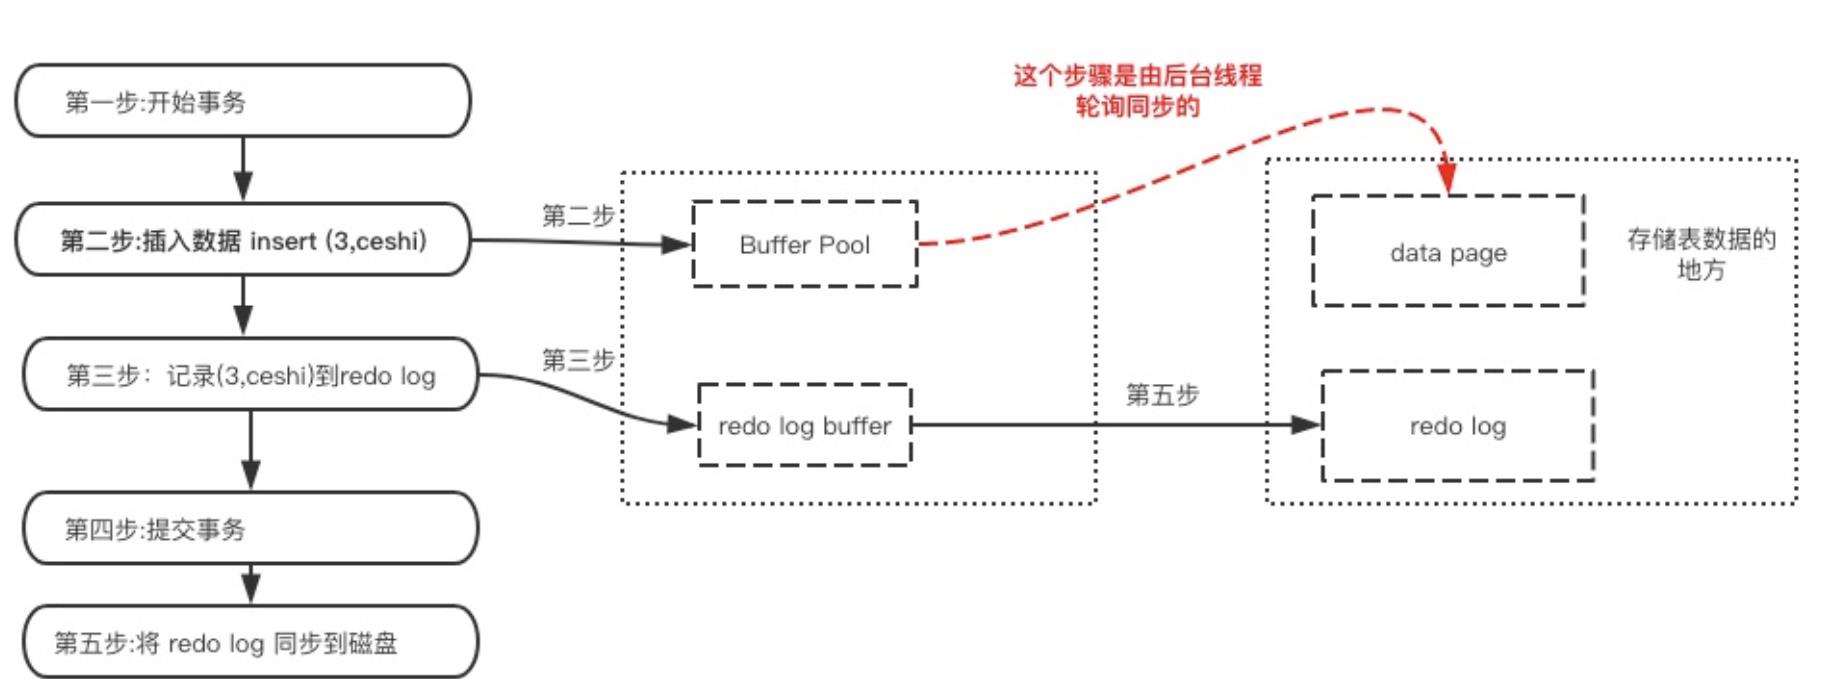 这个步骤是由后台线程
轮询同步的
第一步:开始事务
第二步:插入数据 insert (3,ceshi)
第二步
Buffer Pool
data page
存储表数据的
地方
第三步：记录(3,ceshi)到redo log
第三步
redo log buffer
第五步
redo log
第四步:提交事务
第五步:将 redo log 同步到磁盘